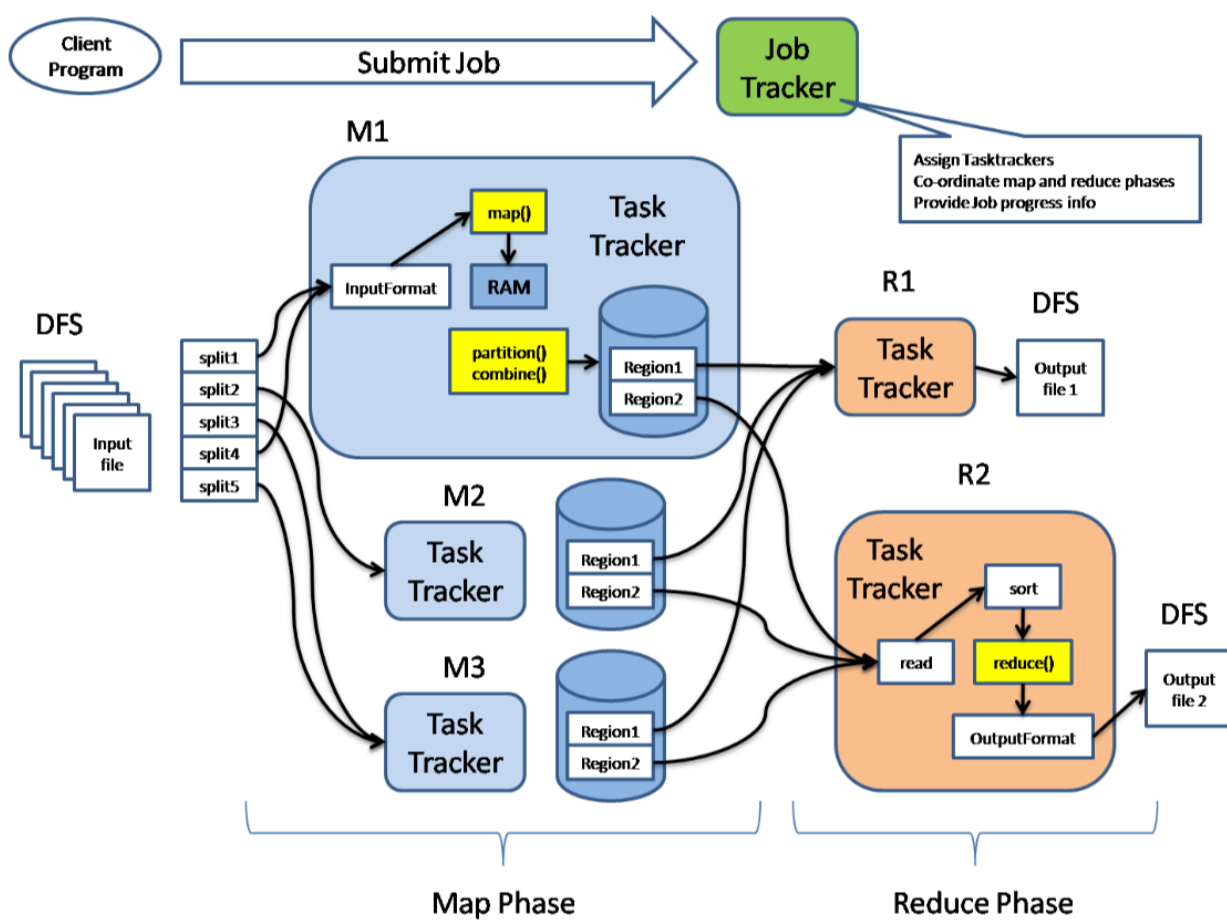 Client
Program
Submit Job
Job
Tracker
Assign Tasktrackers
Co-ordinate map and reduce phases
Provide Job progress info
M1
Task
Tracker
map()
InputFormat
RAM
partition()
combine()
Region1
Region2
DFS
Input
file
split1
split2
split3
split4
split5
M2
Task
Tracker
Region1
Region2
M3
Task
Tracker
Region1
Region2
R1
Task
Tracker
DFS
Output
file 1
R2
Task
Tracker
sort
read
reduce()
OutputFormat
DFS
Output
file 2
Map Phase
Reduce Phase